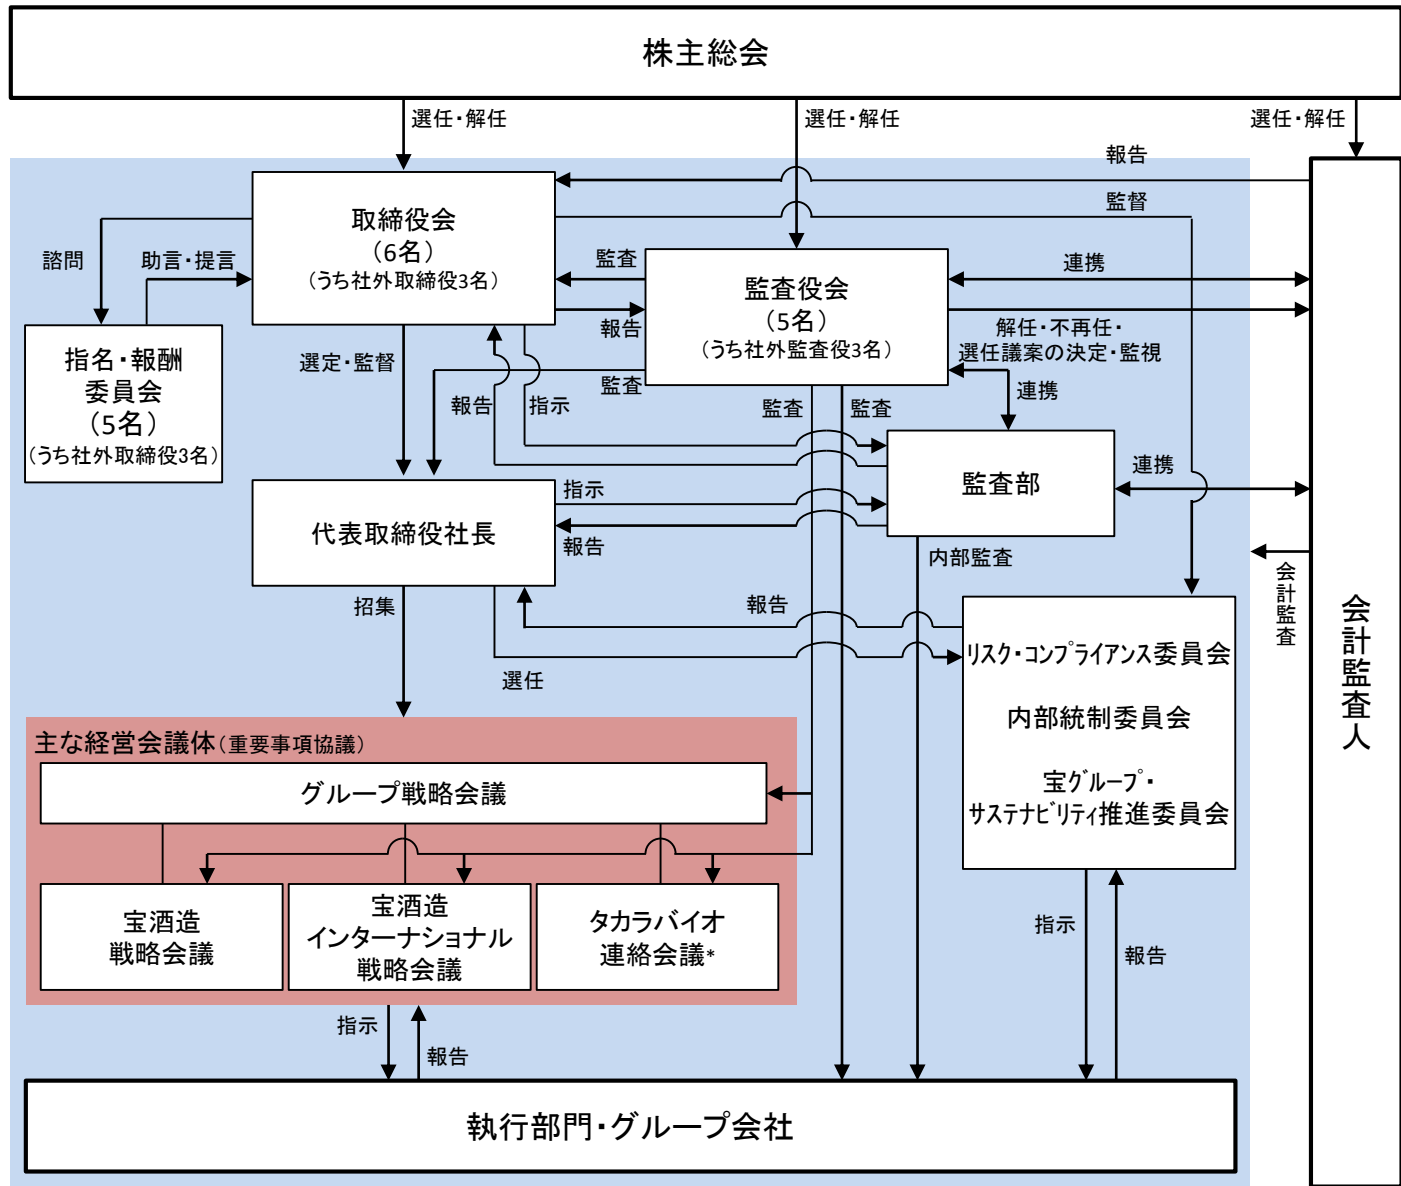 株主総会
選任・解任
選任・解任
選任・解任
報告
監督
取締役会
（6名）
（うち社外取締役3名）
諮問
助言・提言
監査
報告
監査役会
（5名）
（うち社外監査役3名）
連携
解任・不再任・
選任議案の決定・監視
指名・報酬
委員会
（5名）
（うち社外取締役3名）
選定・監督
監査
報告
指示
監査
監査
連携
監査部
連携
指示
代表取締役社長
報告
内部監査
会計監査
会計監査人
招集
報告
選任
リスク・コンプライアンス委員会
内部統制委員会
宝グループ・
サステナビリティ推進委員会
主な経営会議体（重要事項協議）
グループ戦略会議
宝酒造
戦略会議
宝酒造
インターナショナル
戦略会議
タカラバイオ
連絡会議*
指示
報告
指示
報告
執行部門・グループ会社